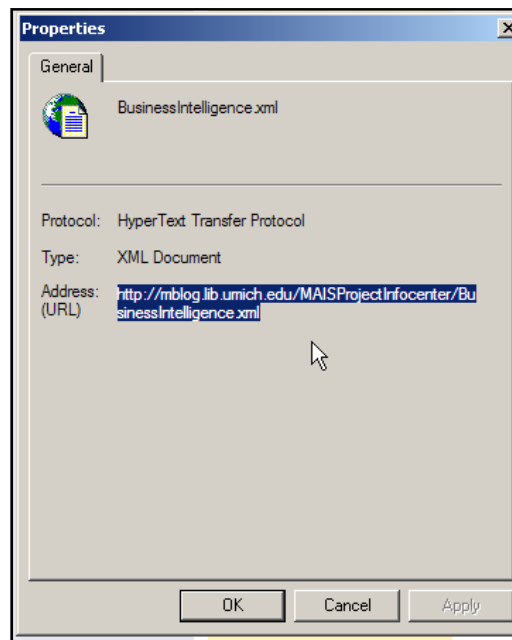 Properties
General
BusinessIntelligence.xml
Protocol: HyperText Transfer Protocol
Type: XML Document
Address: http://mblog.lib.umich.edu/MAISProjectInfocenter/Bu
(URL) sinessIntelligence.xml
OK Cancel Apply